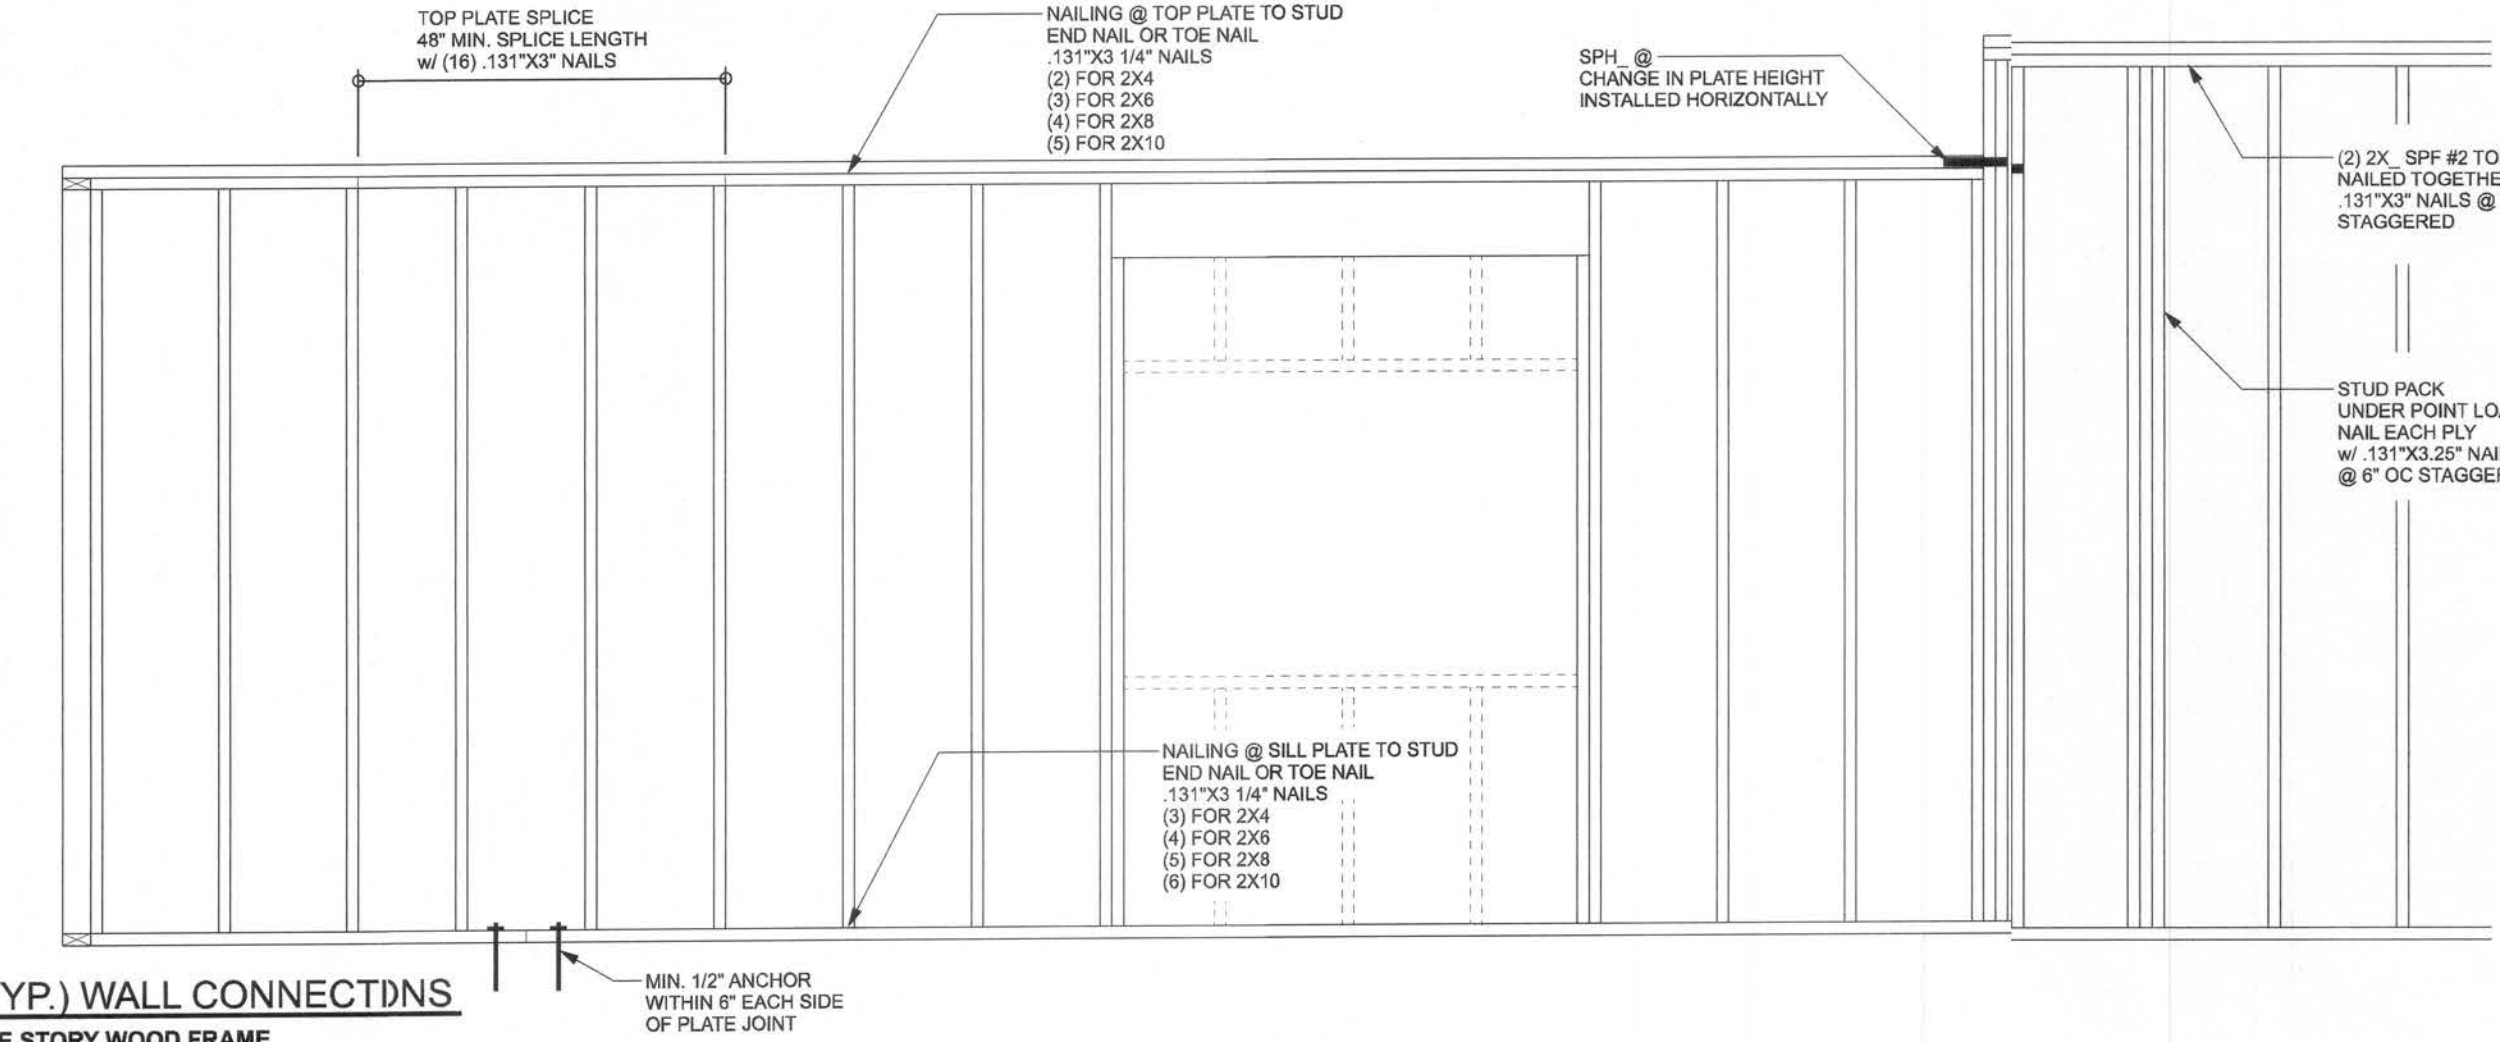 TOP PLATE SPLICE
48" MIN. SPLICE LENGTH
w/ (16) .131"X3" NAILS
NAILING @ TOP PLATE TO STUD
END NAIL OR TOE NAIL
.131"X3 1/4" NAILS
(2) FOR 2X4
(3) FOR 2X6
(4) FOR 2X8
(5) FOR 2X10
SPH_ @
CHANGE IN PLATE HEIGHT
INSTALLED HORIZONTALLY
(2) 2X_ SPF #2 TO
NAILED TOGETHE
.131"X3" NAILS @
STAGGERED
STUD PACK
UNDER POINT LO
NAIL EACH PLY
w/ .131"X3.25" NAI
@ 6" OC STAGGE
NAILING @ SILL PLATE TO STUD
END NAIL OR TOE NAIL
.131"X3 1/4" NAILS
(3) FOR 2X4
(4) FOR 2X6
(5) FOR 2X8
(6) FOR 2X10
MIN. 1/2" ANCHOR
WITHIN 6" EACH SIDE
OF PLATE JOINT
YP.) WALL CONNECTIONS
E STORY WOOD FRAME